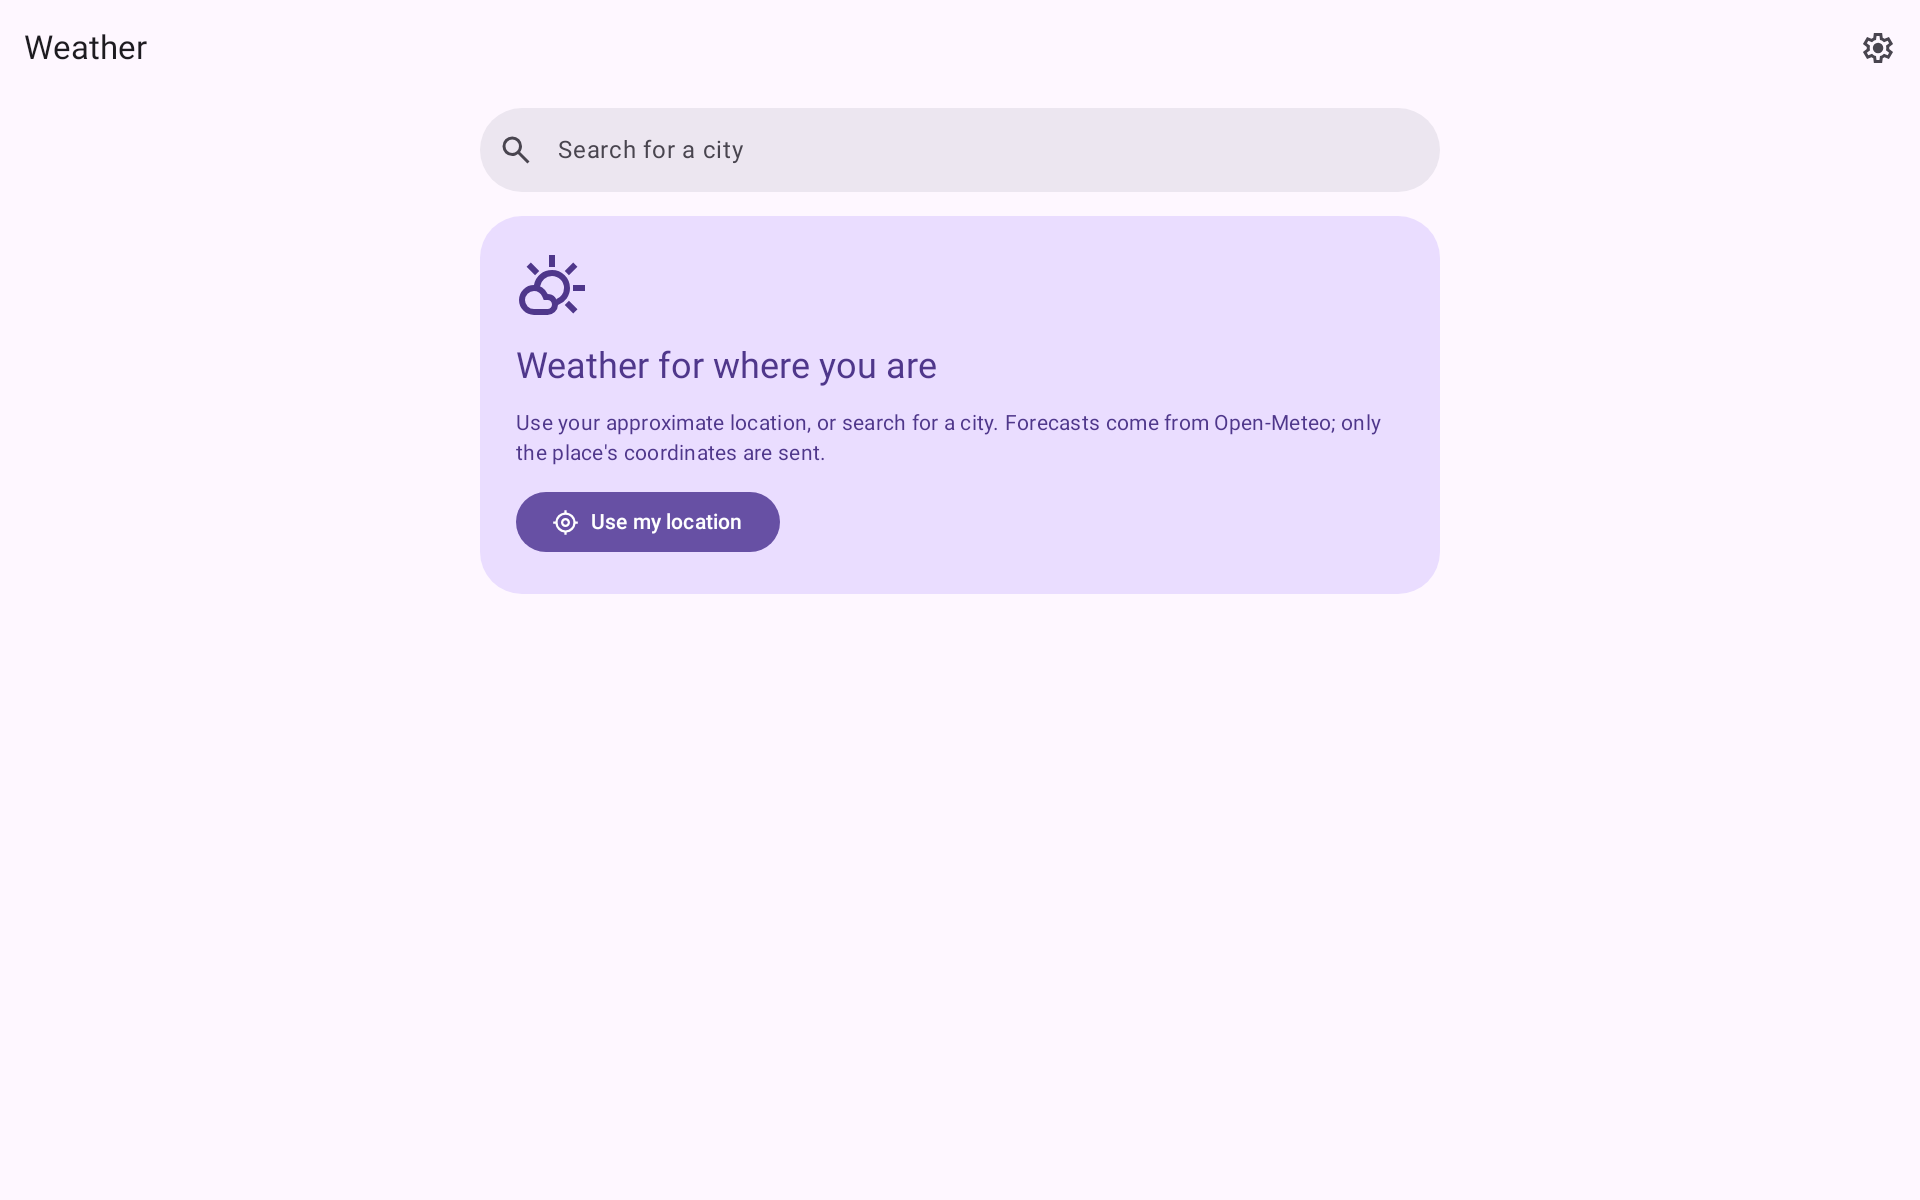 Weather
Search for a city
Weather for where you are
Use your approximate location, or search for a city. Forecasts come from Open-Meteo; only
the place's coordinates are sent.
Use my location